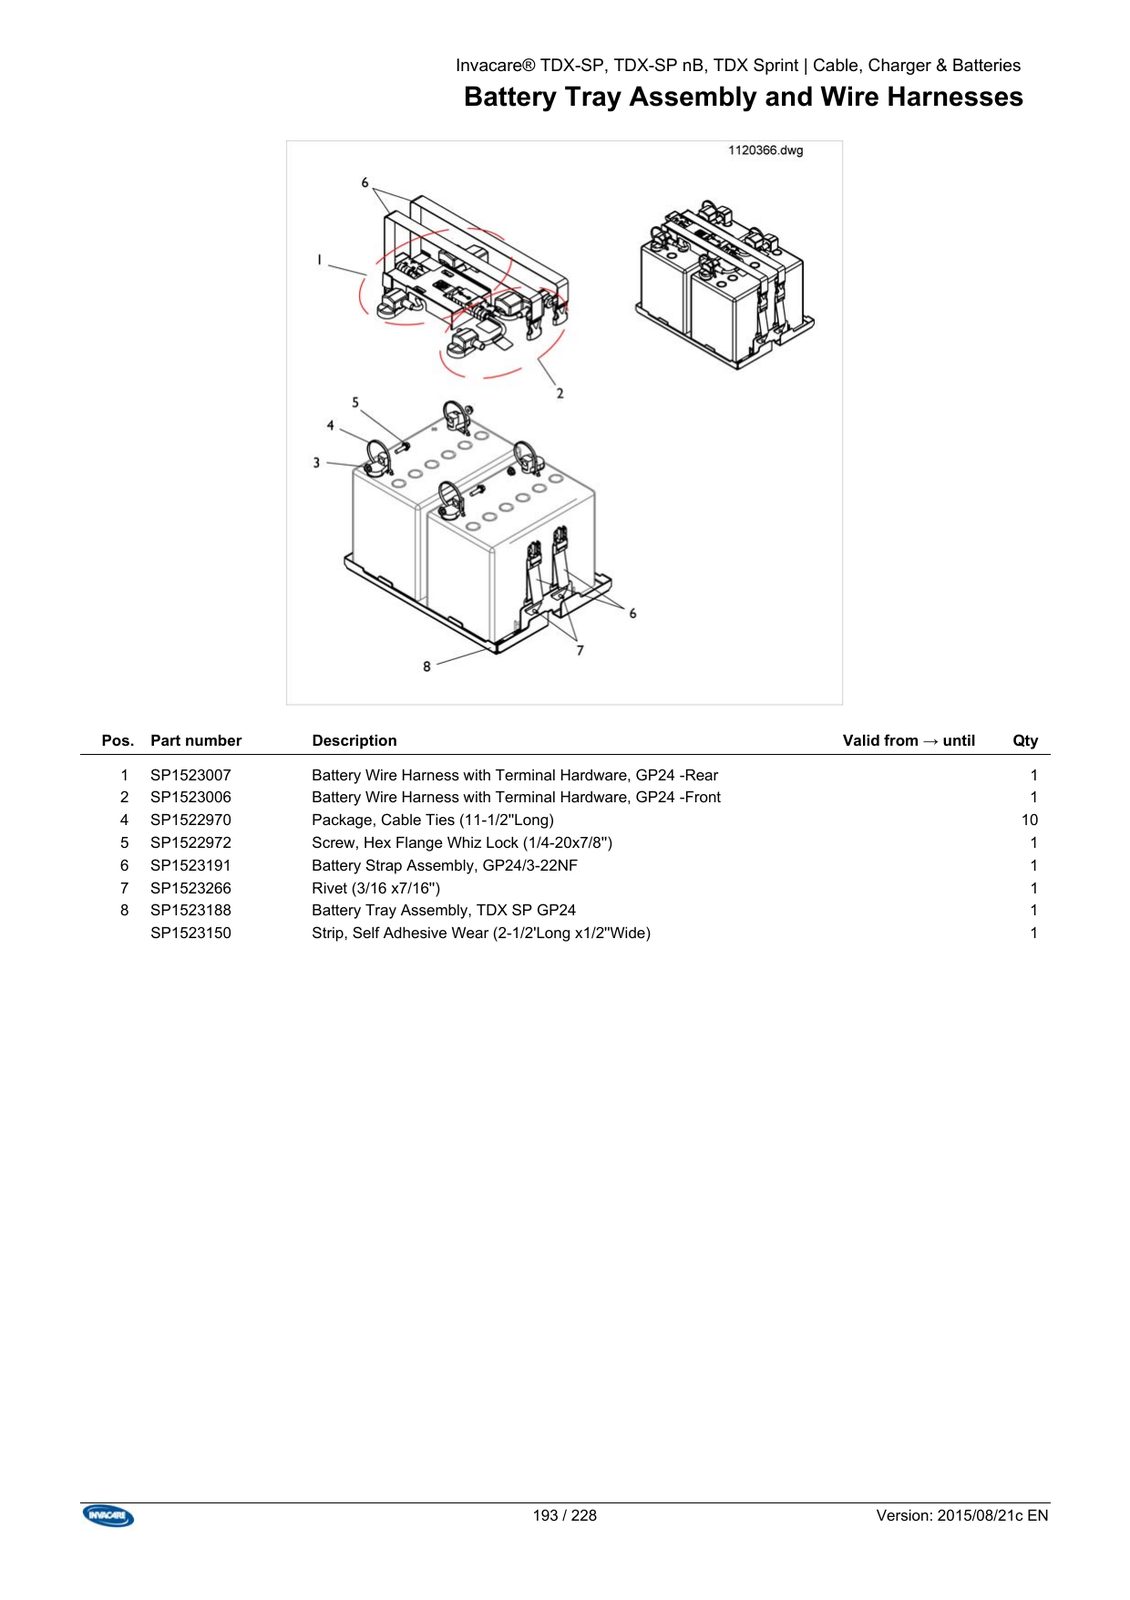 Invacare® TDX-SP, TDX-SP nB, TDX Sprint | Cable, Charger & Batteries
Battery Tray Assembly and Wire Harnesses
1120366.dwg
6
1
2
5
4
3
6
7
8
Pos. Part number Description Valid from → until Qty
1 SP1523007 Battery Wire Harness with Terminal Hardware, GP24 -Rear 1
2 SP1523006 Battery Wire Harness with Terminal Hardware, GP24 -Front 1
4 SP1522970 Package, Cable Ties (11-1/2"Long) 10
5 SP1522972 Screw, Hex Flange Whiz Lock (1/4-20x7/8") 1
6 SP1523191 Battery Strap Assembly, GP24/3-22NF 1
7 SP1523266 Rivet (3/16 x7/16") 1
8 SP1523188 Battery Tray Assembly, TDX SP GP24 1
SP1523150 Strip, Self Adhesive Wear (2-1/2'Long x1/2"Wide) 1
INVACARE 193 / 228 Version: 2015/08/21c EN